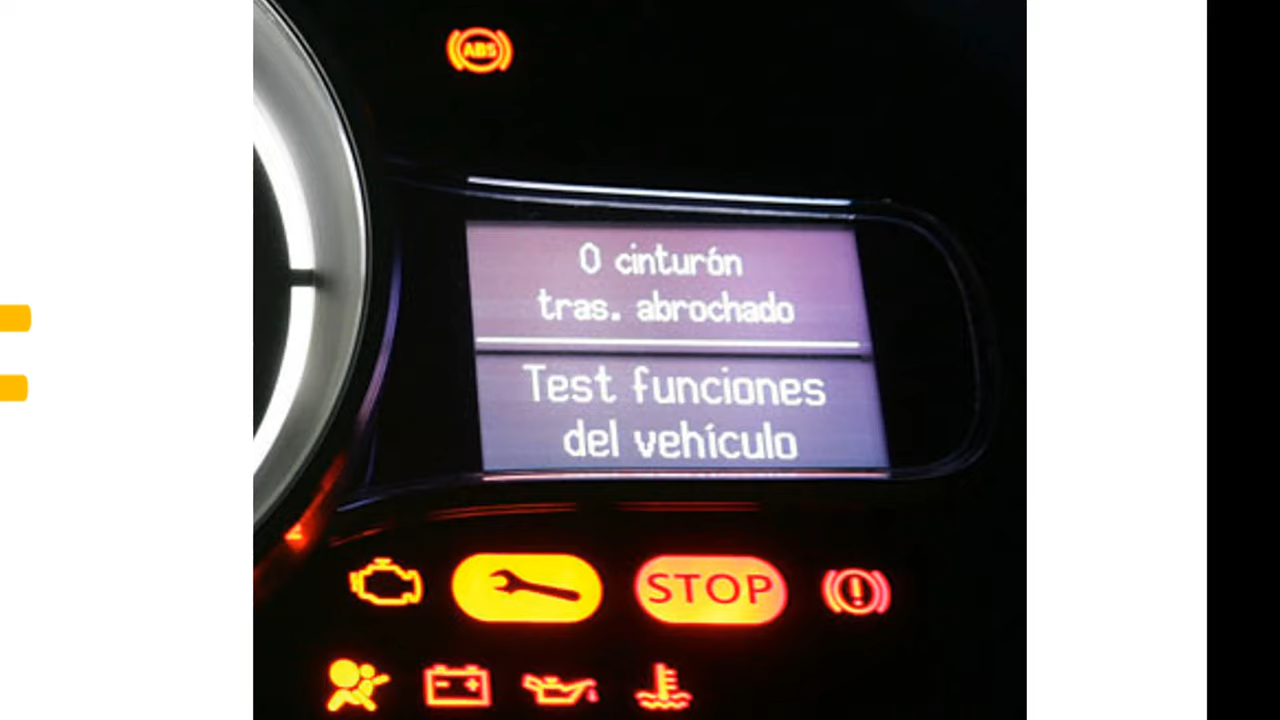 ABS
0 cinturón
tras. abrochado
Test funciones
del vehículo
STOP